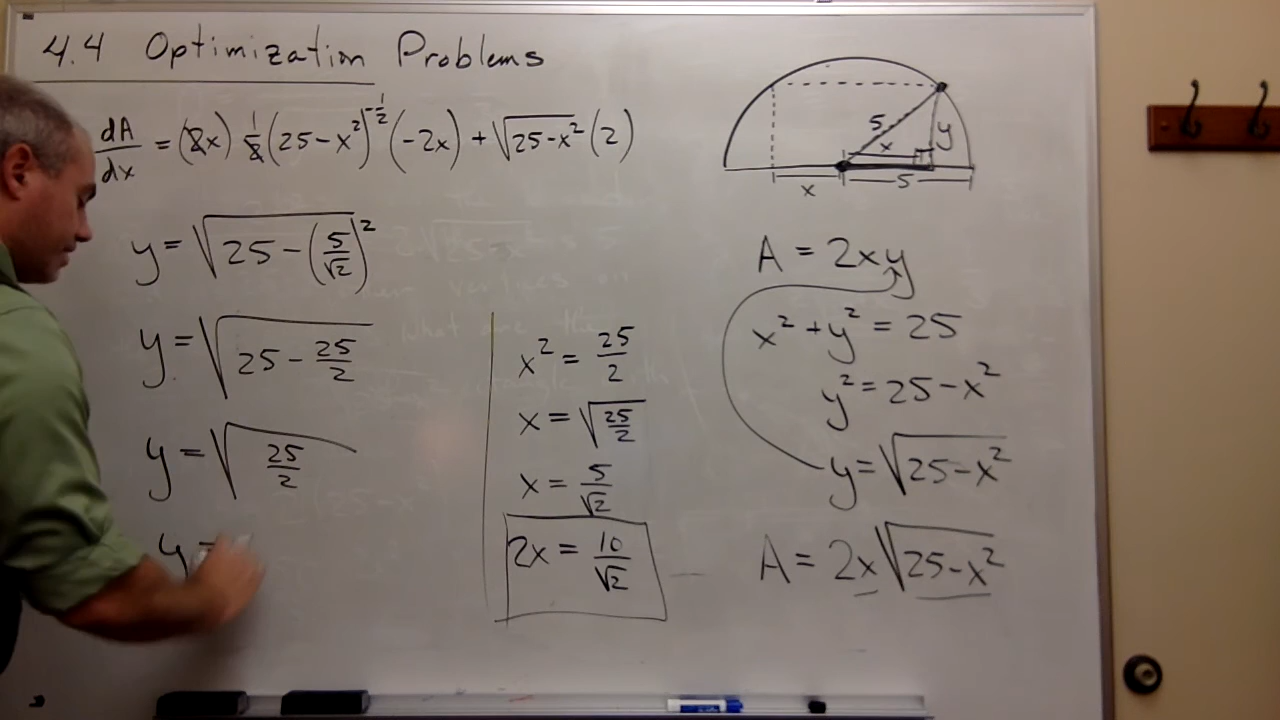 4.4 Optimization Problems
dA/dx = (2x) 1/2 (25-x²)^-1/2 (-2x) + √25-x² (2)
y = √25-(5/√2)²
y = √25-25/2
y = √25/2
y =
x² = 25/2
x = √25/2
x = 5/√2
2x = 10/√2
5
y
x
x
5
A = 2xy
x² + y² = 25
y² = 25-x²
y = √25-x²
A = 2x√25-x²